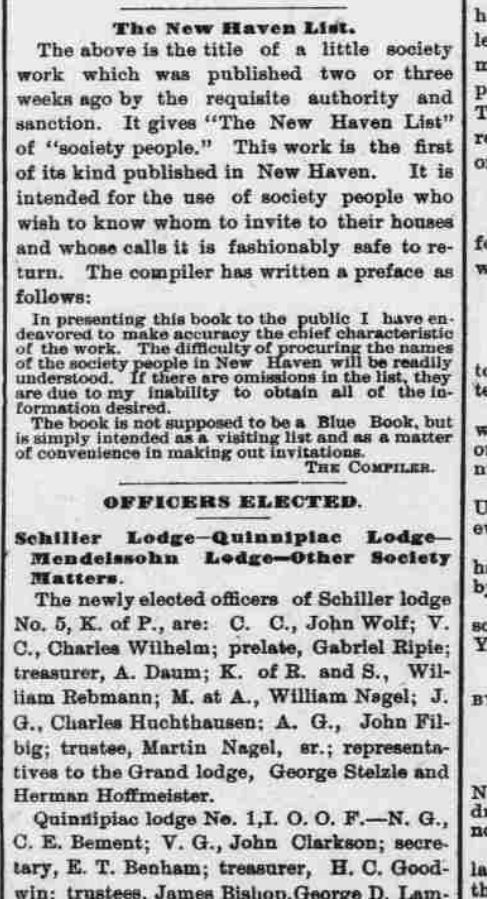 The New Haven List.
The above is the title of a little society
work which was published two or three
weeks ago by the requisite authority and
sanction. It gives "The New Haven List"
of "society people." This work is the first
of its kind published in New Haven. It is
intended for the use of society people who
wish to know whom to invite to their houses
and whose calls it is fashionably safe to re-
turn. The compiler has written a preface as
follows:
In presenting this book to the public I have en-
deavored to make accuracy the chief characteristic
of the work. The difficulty of procuring the names
of the society people in New Haven will be readily
understood. If there are omissions in the list, they
are due to my inability to obtain all of the in-
formation desired.
The book is not supposed to be a Blue Book, but
is simply intended as a visiting list and as a matter
of convenience in making out invitations.
THE COMPILER.
OFFICERS ELECTED.
Schiller Lodge—Quinnipiac Lodge—
Mendelssohn Lodge—Other Society
Matters.
The newly elected officers of Schiller lodge
No. 5, K. of P., are: C. C., John Wolf; V.
C., Charles Wilhelm; prelate, Gabriel Ripie;
treasurer, A. Daum; K. of R. and S., Wil-
liam Rebmann; M. at A., William Nagel; J.
G., Charles Huchthausen; A. G., John Fil-
big; trustee, Martin Nagel, sr.; representa-
tives to the Grand lodge, George Stelzle and
Herman Hoffmeister.
Quinnipiac lodge No. 1, I. O. O. F.—N. G.,
C. E. Bement; V. G., John Clarkson; secre-
tary, E. T. Benham; treasurer, H. C. Good-
win; trustees, James Bishop, George D. Lam-